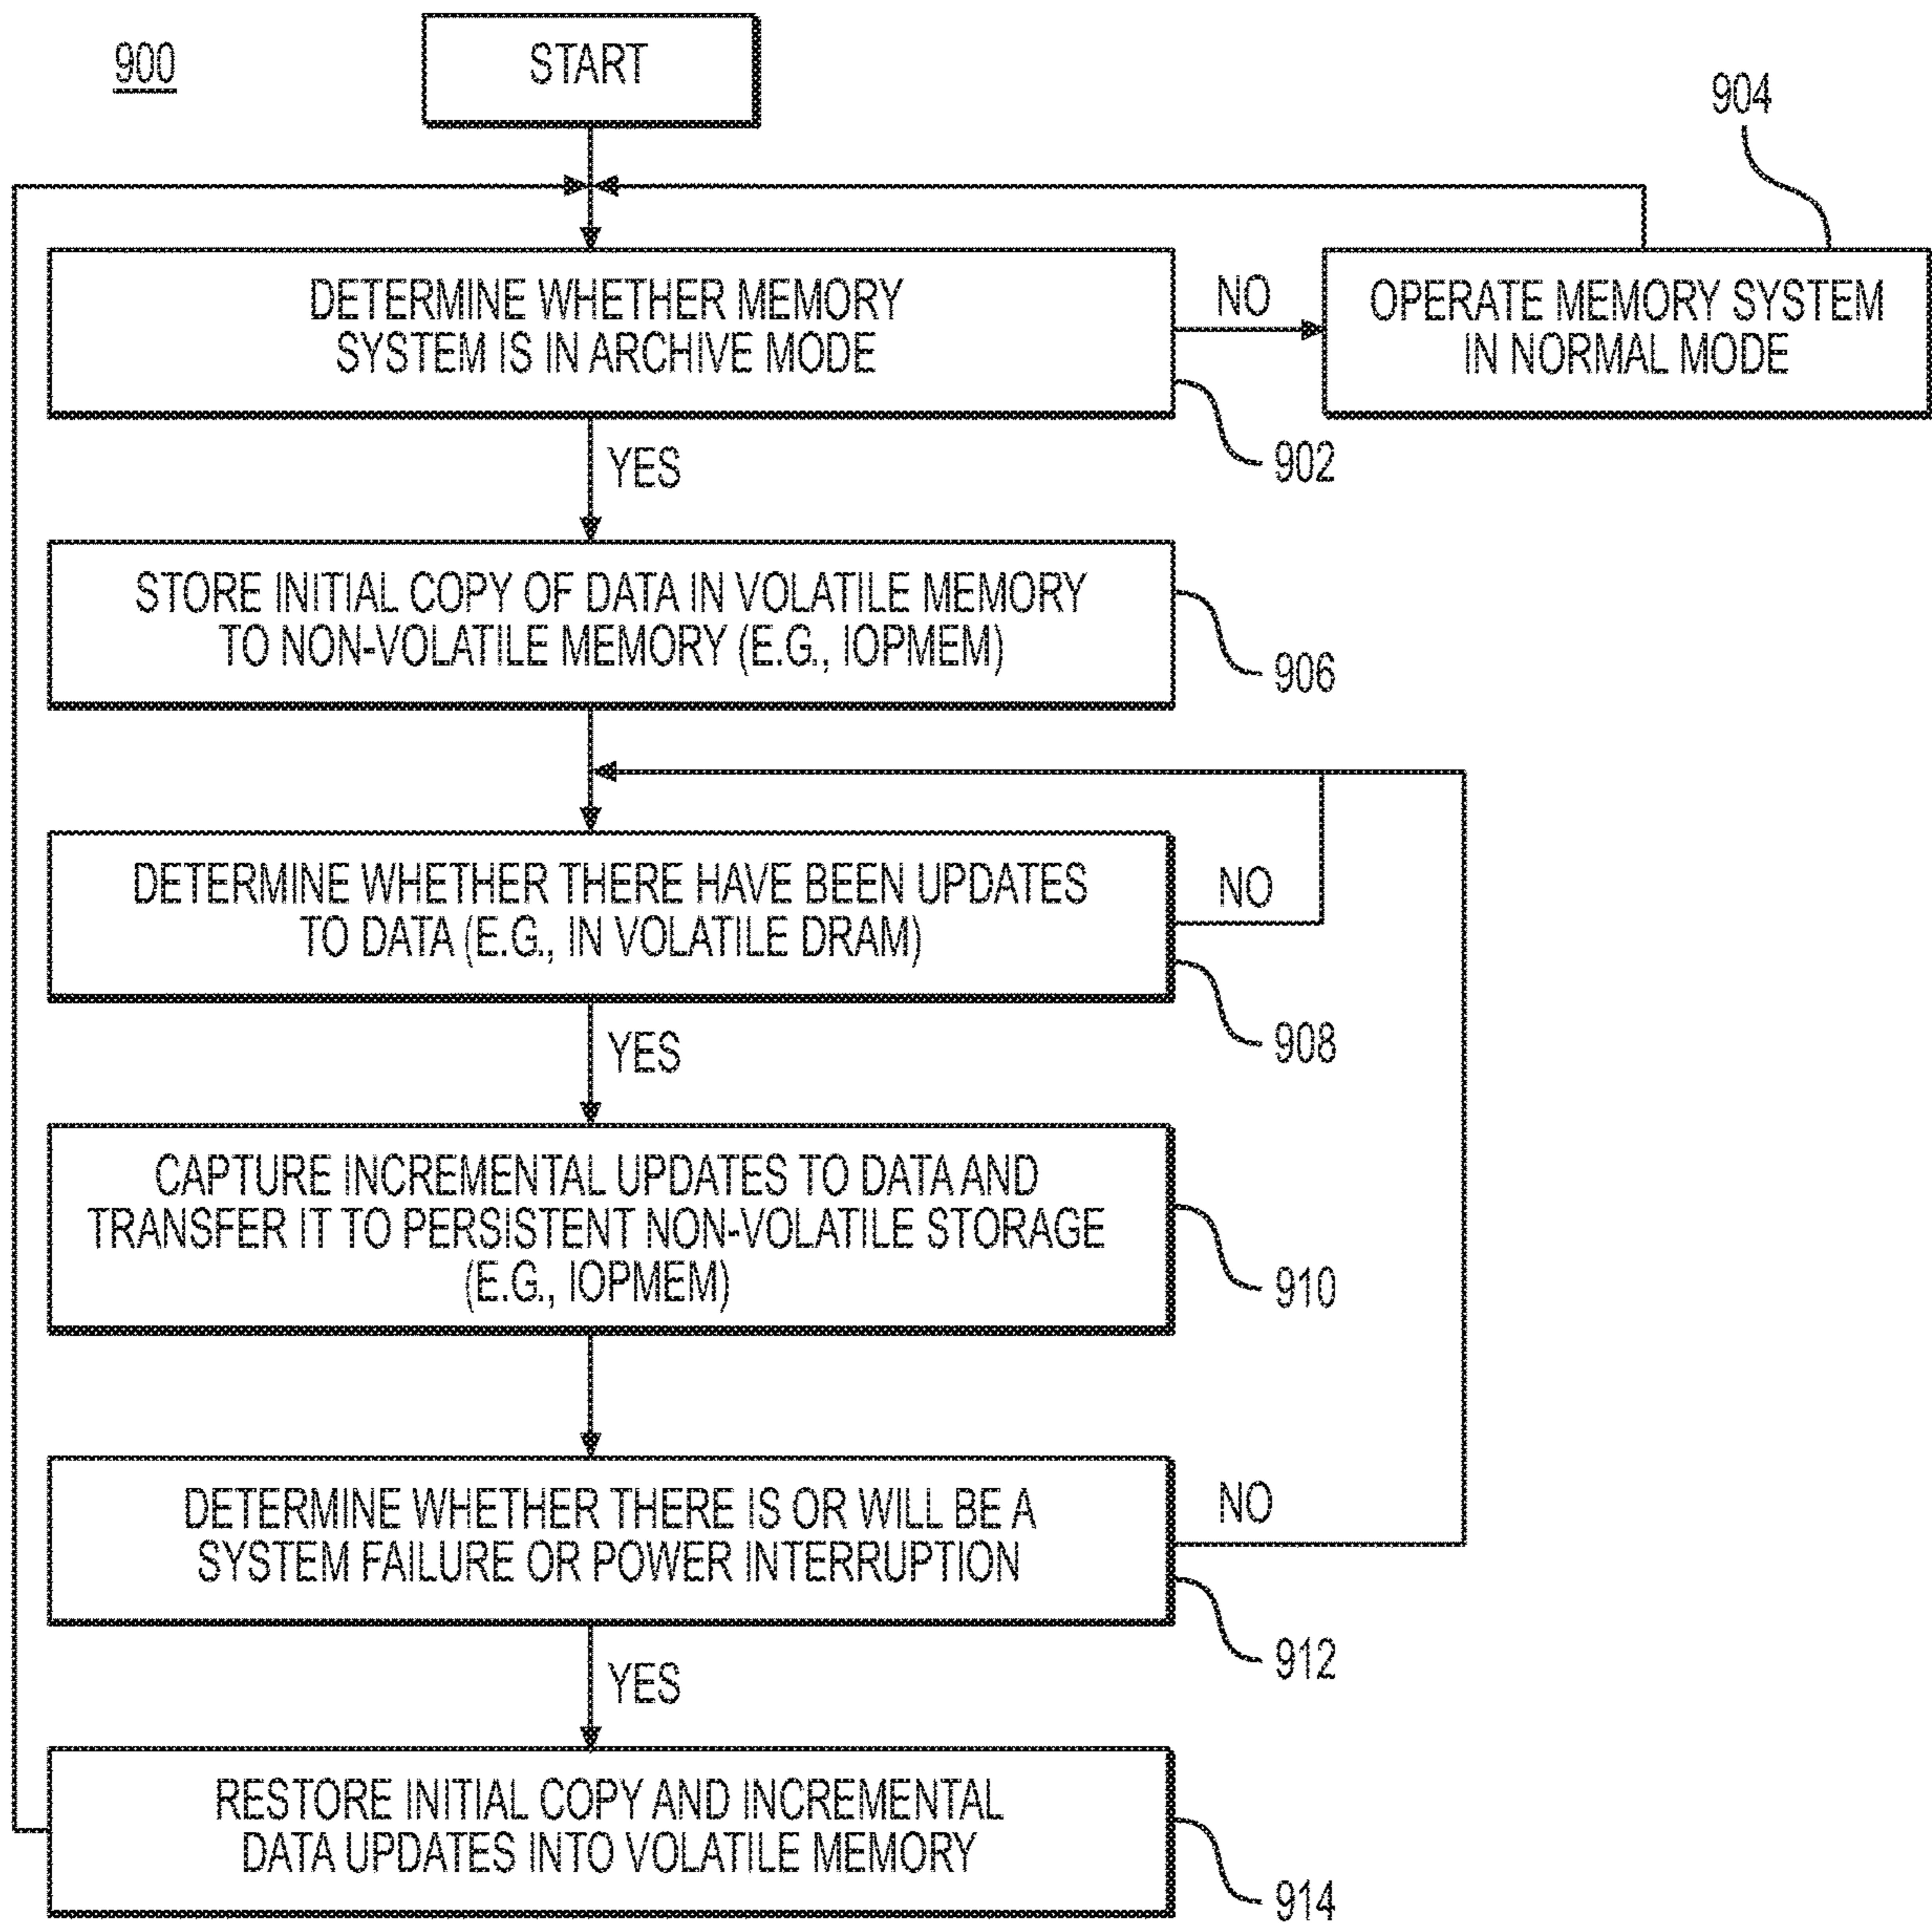 900
START
904
DETERMINE WHETHER MEMORY
SYSTEM IS IN ARCHIVE MODE
NO
OPERATE MEMORY SYSTEM
IN NORMAL MODE
902
YES
STORE INITIAL COPY OF DATA IN VOLATILE MEMORY
TO NON-VOLATILE MEMORY (E.G., IOPMEM)
906
DETERMINE WHETHER THERE HAVE BEEN UPDATES
TO DATA (E.G., IN VOLATILE DRAM)
NO
908
YES
CAPTURE INCREMENTAL UPDATES TO DATA AND
TRANSFER IT TO PERSISTENT NON-VOLATILE STORAGE
(E.G., IOPMEM)
910
DETERMINE WHETHER THERE IS OR WILL BE A
SYSTEM FAILURE OR POWER INTERRUPTION
NO
912
YES
RESTORE INITIAL COPY AND INCREMENTAL
DATA UPDATES INTO VOLATILE MEMORY
914